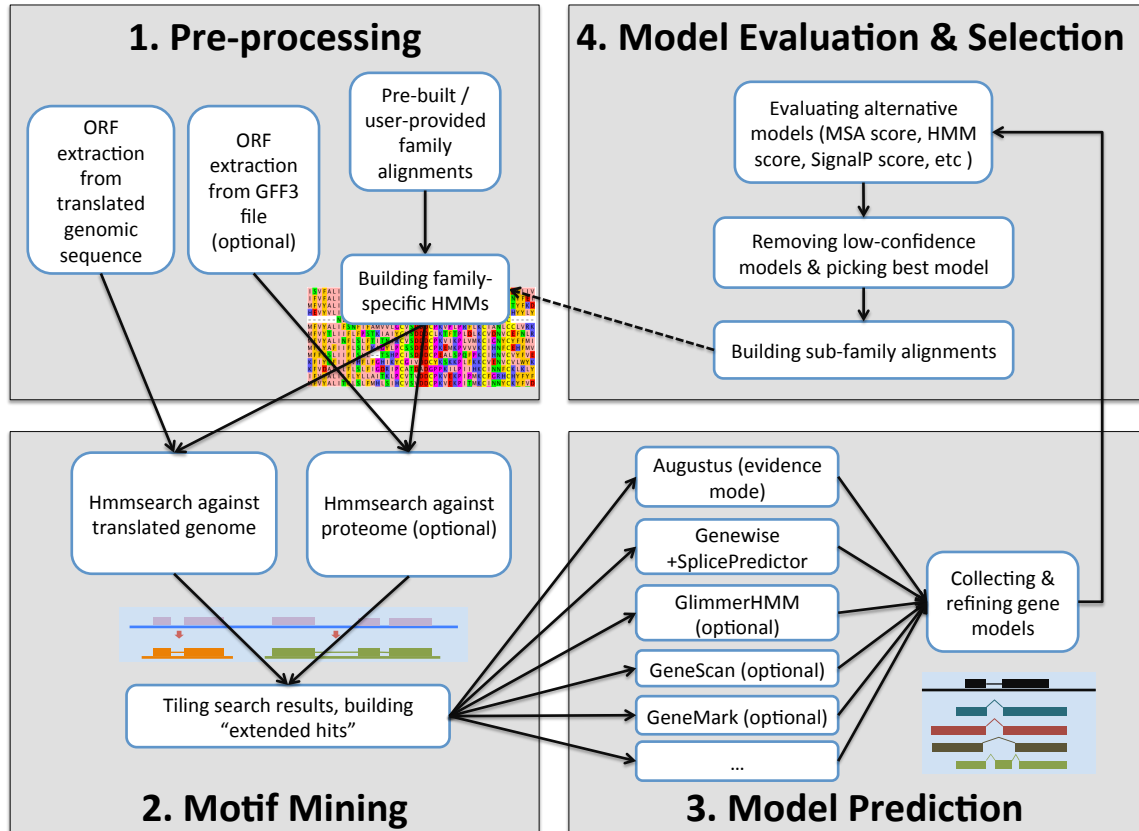 1. Pre-processing
ORF
extraction
from
translated
genomic
sequence
ORF
extraction
from GFF3
file
(optional)
Pre-built /
user-provided
family
alignments
Building family-
specific HMMs
4. Model Evaluation & Selection
Evaluating alternative
models (MSA score, HMM
score, SignalP score, etc )
Removing low-confidence
models & picking best model
Building sub-family alignments
Hmmsearch against
translated genome
Hmmsearch against
proteome (optional)
Tiling search results, building
“extended hits”
2. Motif Mining
Augustus (evidence
mode)
Genewise
+SplicePredictor
GlimmerHMM
(optional)
GeneScan (optional)
GeneMark (optional)
...
Collecting &
refining gene
models
3. Model Prediction